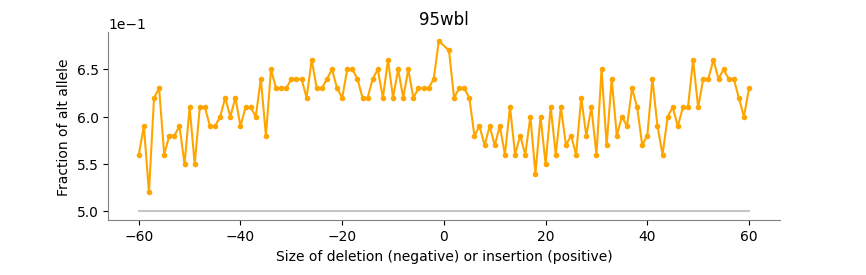 95wbl
1e−1
Fraction of alt allele
6.5
6.0
5.5
5.0
−60 −40 −20 0 20 40 60
Size of deletion (negative) or insertion (positive)